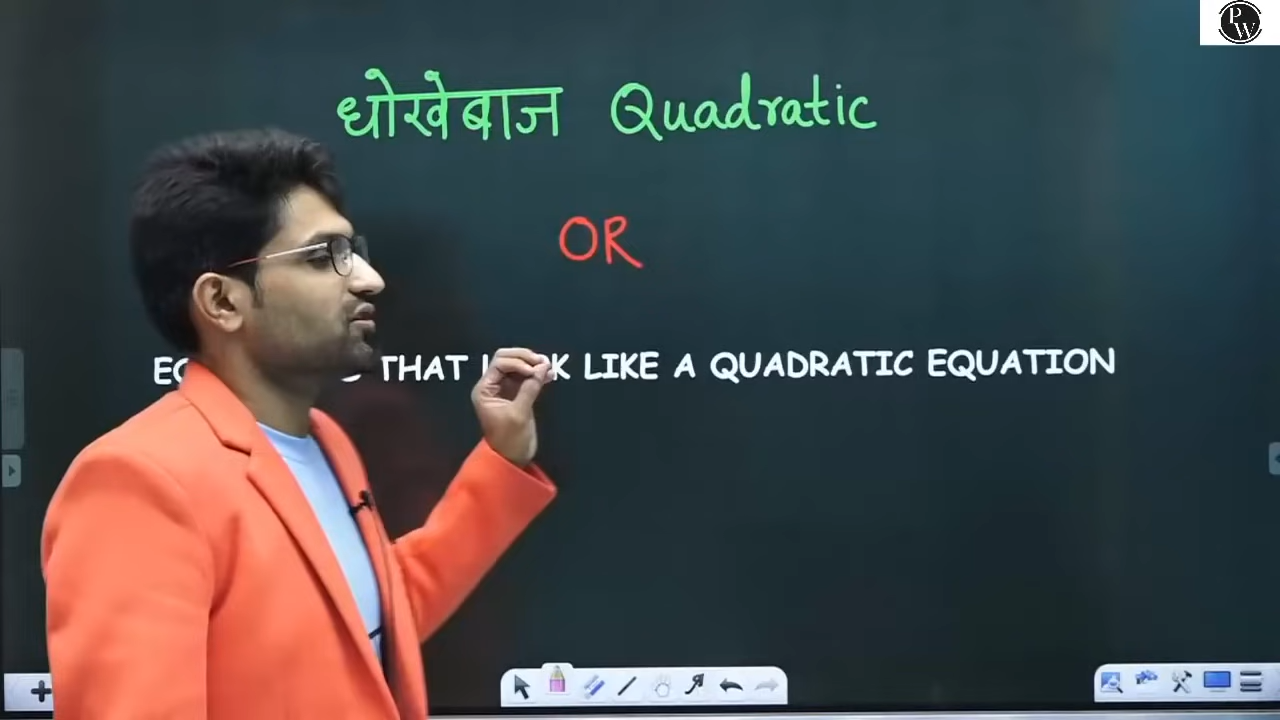 P
W
धोखेबाज Quadratic
OR
THAT LIKE A QUADRATIC EQUATION